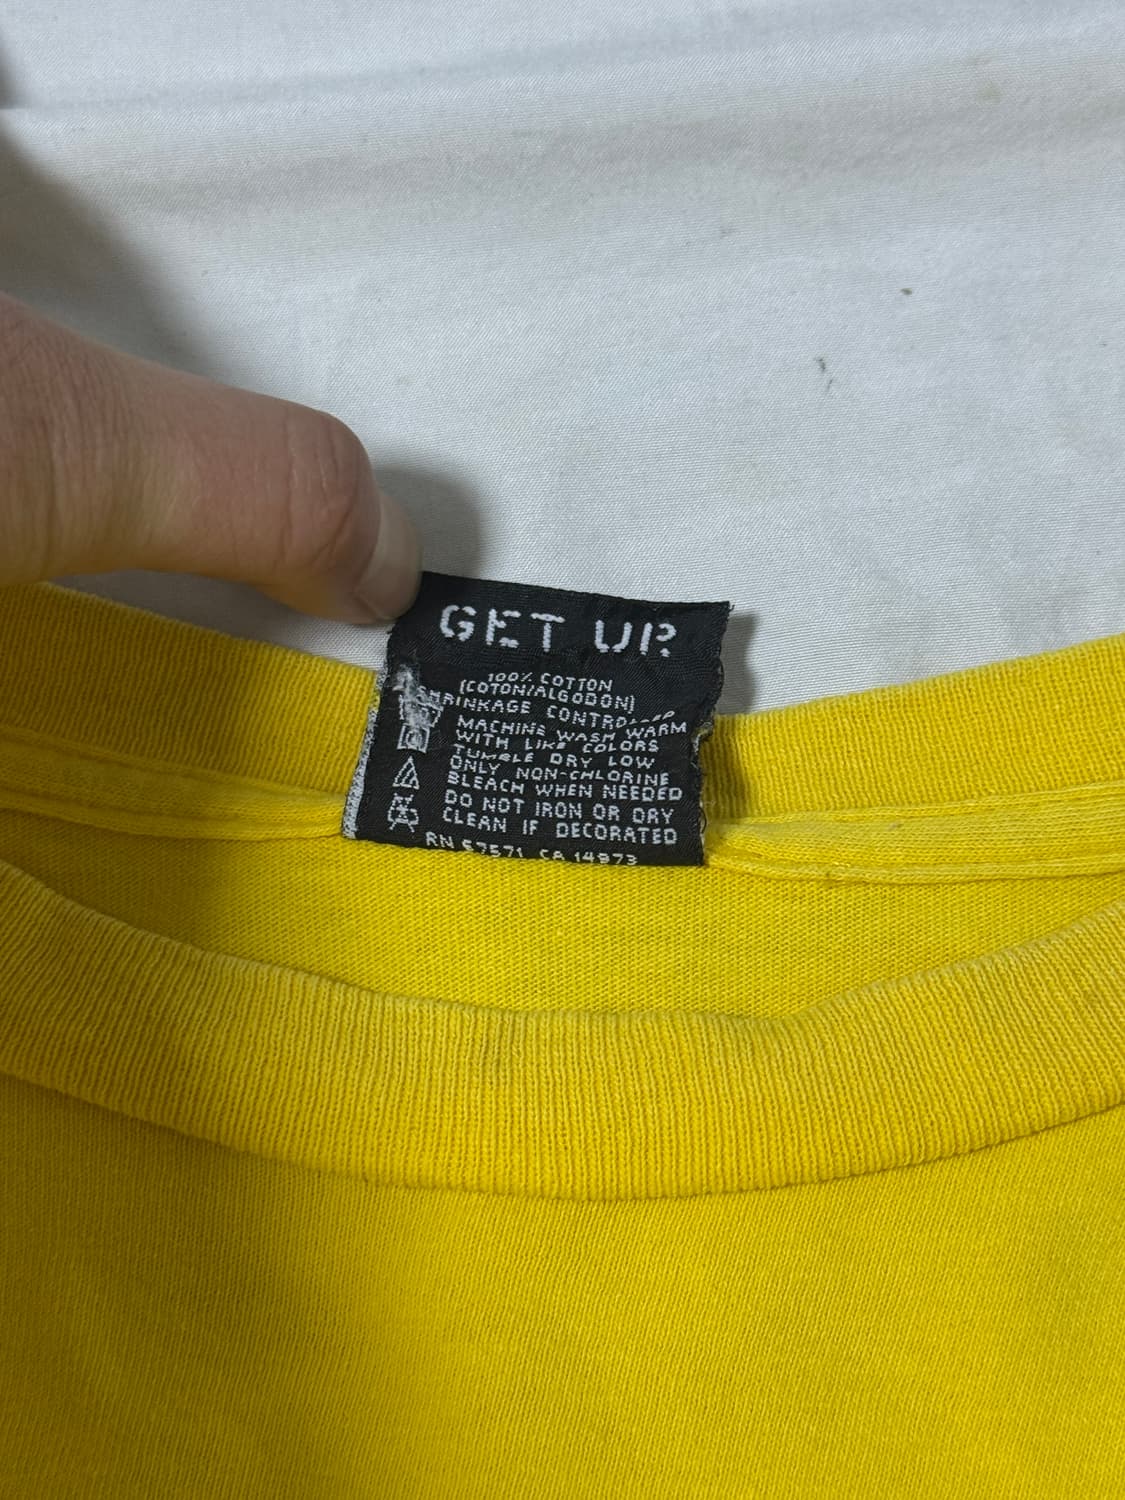 GET UP
100% COTTON
(COTON/ALGODON)
SHRINKAGE CONTROLLED
MACHINE WASH WARM
WITH LIKE COLORS
TUMBLE DRY LOW
ONLY NON-CHLORINE
BLEACH WHEN NEEDED
DO NOT IRON OR DRY
CLEAN IF DECORATED
RN 57571 CA 14973